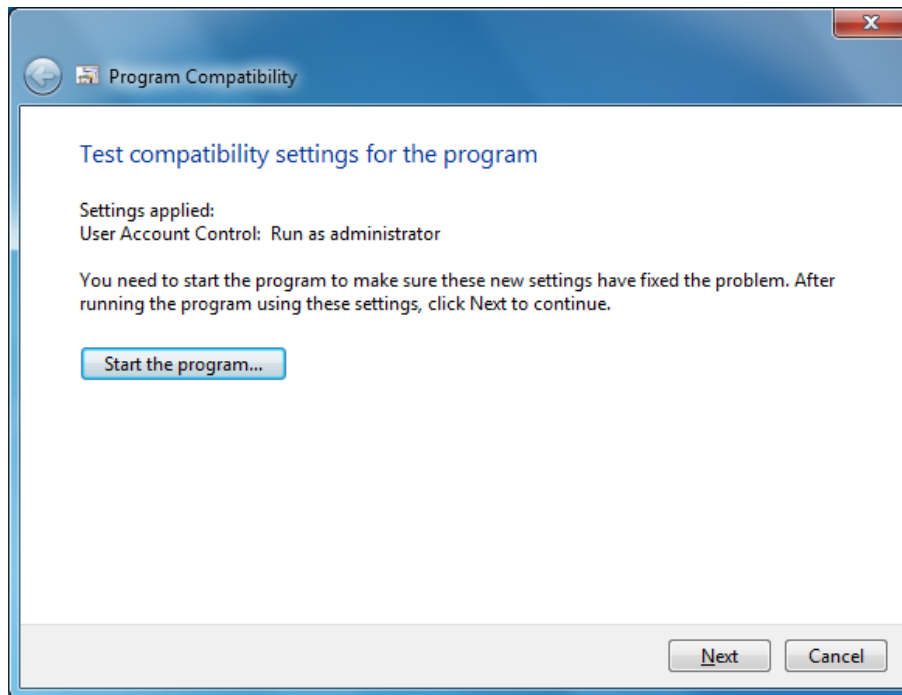 Program Compatibility
Test compatibility settings for the program
Settings applied:
User Account Control: Run as administrator
You need to start the program to make sure these new settings have fixed the problem. After
running the program using these settings, click Next to continue.
Start the program...
Next
Cancel